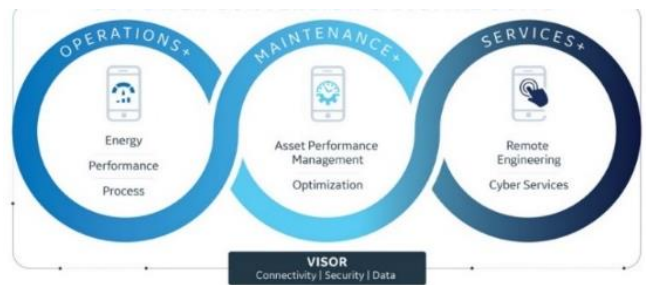 OPERATIONS+
Energy
Performance
Process
MAINTENANCE+
Asset Performance
Management
Optimization
SERVICES+
Remote
Engineering
Cyber Services
VISOR
Connectivity | Security | Data